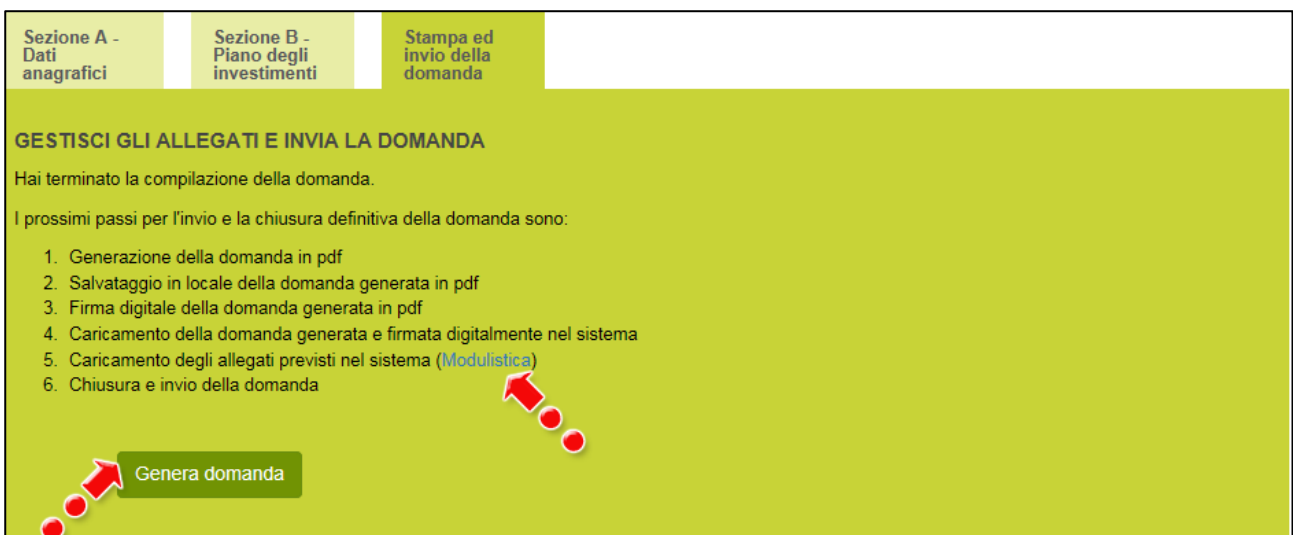 Sezione A -
Dati
anagrafici
Sezione B -
Piano degli
investimenti
Stampa ed
invio della
domanda
GESTISCI GLI ALLEGATI E INVIA LA DOMANDA
Hai terminato la compilazione della domanda.
I prossimi passi per l'invio e la chiusura definitiva della domanda sono:
1. Generazione della domanda in pdf
2. Salvataggio in locale della domanda generata in pdf
3. Firma digitale della domanda generata in pdf
4. Caricamento della domanda generata e firmata digitalmente nel sistema
5. Caricamento degli allegati previsti nel sistema (Modulistica)
6. Chiusura e invio della domanda
Genera domanda